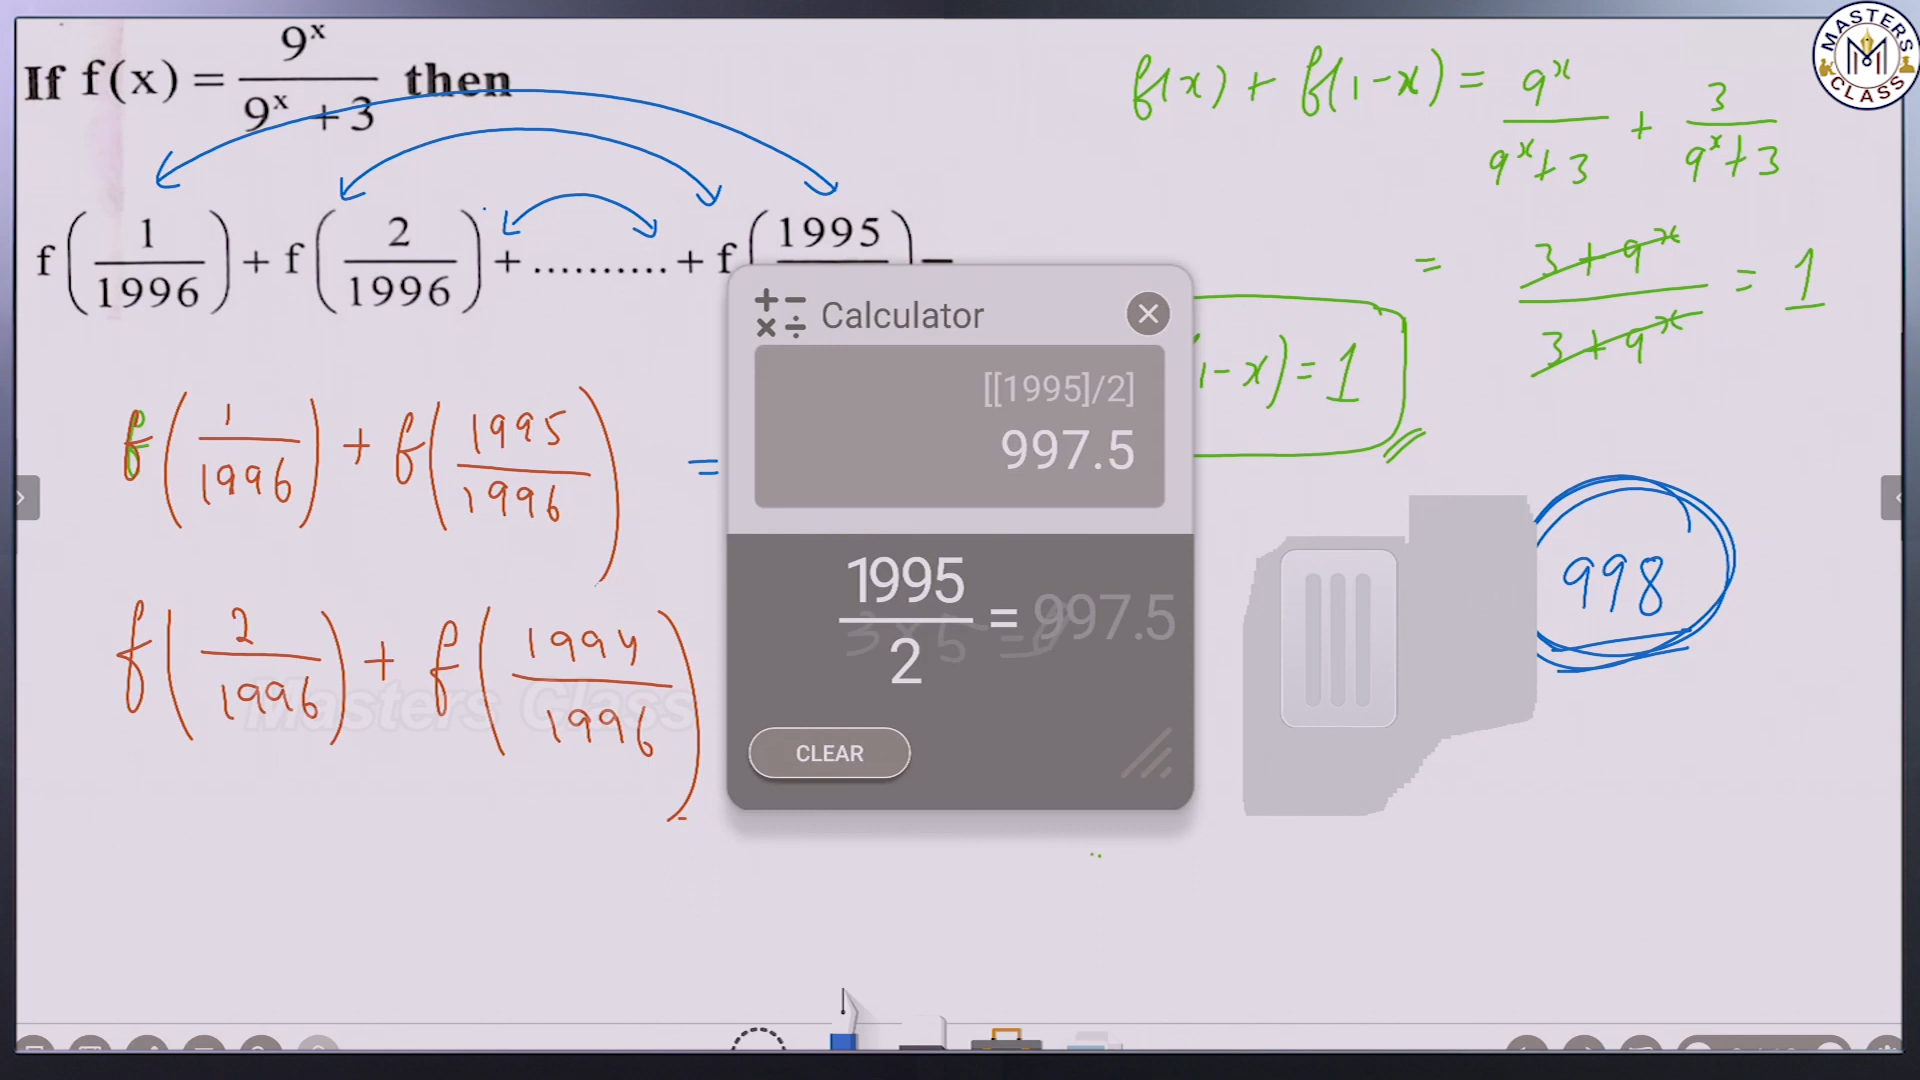 If f(x) = 9^x / (9^x + 3) then
f(1/1996) + f(2/1996) + .......... + f(1995
f(x) + f(1-x) = 9^x / (9^x + 3) + 3 / (9^x + 3)
= (3 + 9^x) / (3 + 9^x) = 1
1-x) = 1
f(1/1996) + f(1995/1996) =
f(2/1996) + f(1994/1996)
998
Calculator
[[1995]/2]
997.5
1995/2 = 997.5
CLEAR
Masters Class
MASTERS
M
CLASS